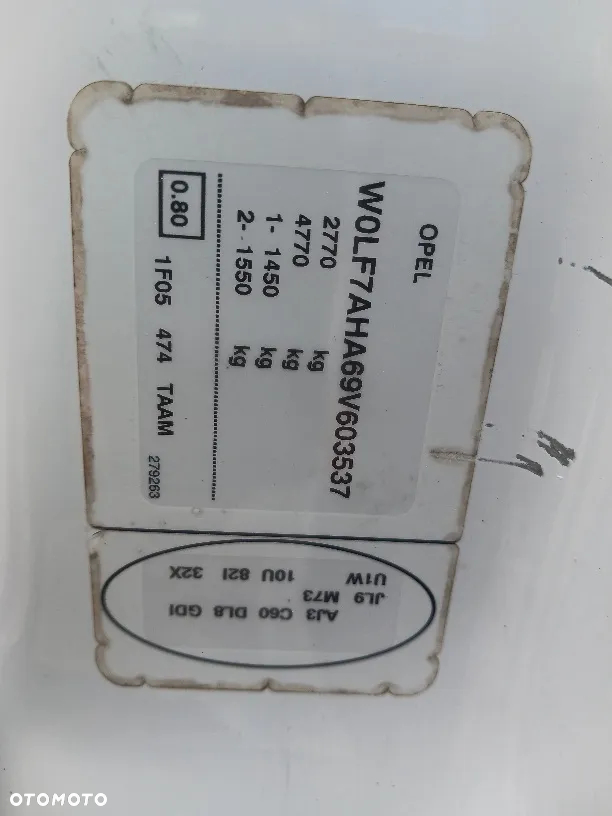 OPEL
W0LF7AHA69V603537
2770 kg
4770 kg
1- 1450 kg
2- 1550 kg
0.80 1F05 474 TAAM 279263
AJ3 C60 DL8 GDI
JL9 M73
U1W 10U 82I 32X
OTOMOTO